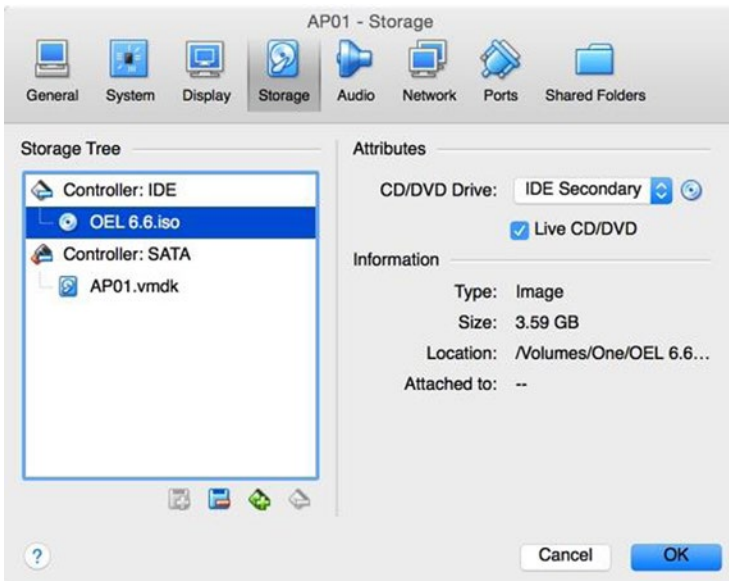 AP01 - Storage
General System Display Storage Audio Network Ports Shared Folders
Storage Tree
Controller: IDE
OEL 6.6.iso
Controller: SATA
AP01.vmdk
Attributes
CD/DVD Drive: IDE Secondary
Live CD/DVD
Information
Type: Image
Size: 3.59 GB
Location: /Volumes/One/OEL 6.6...
Attached to: --
?
Cancel OK